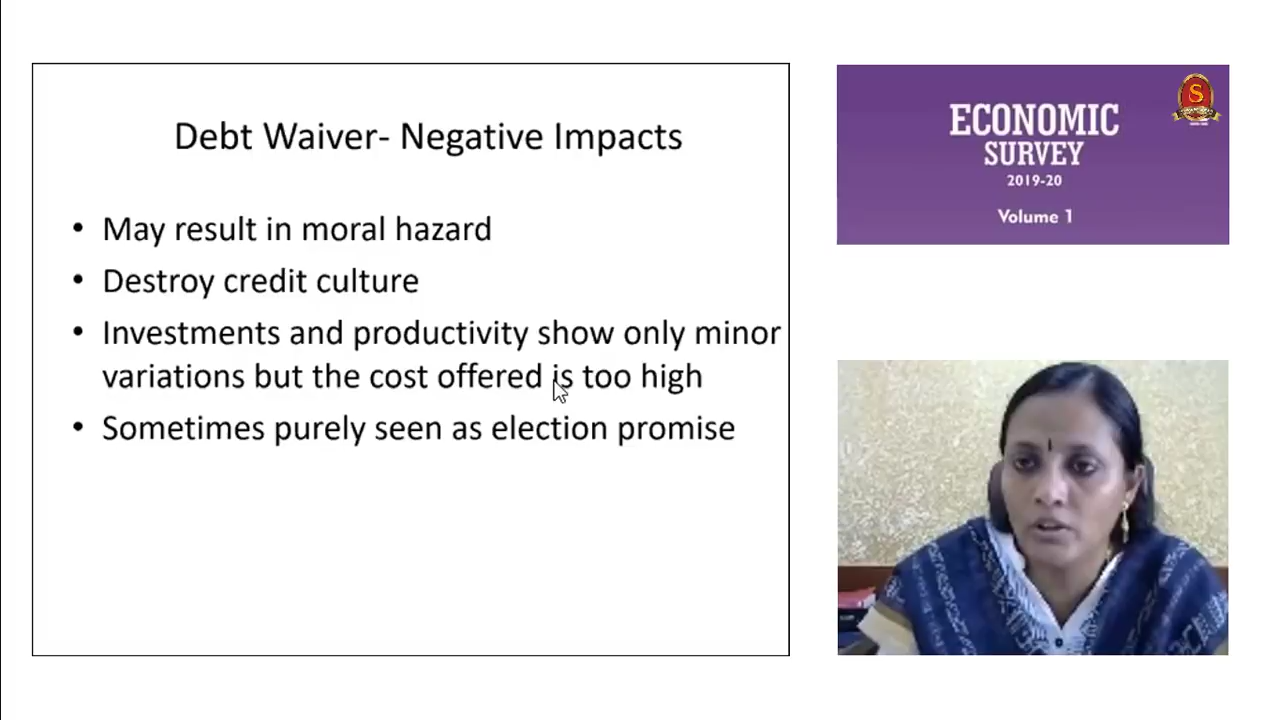 Debt Waiver- Negative Impacts
• May result in moral hazard
• Destroy credit culture
• Investments and productivity show only minor
variations but the cost offered is too high
• Sometimes purely seen as election promise
ECONOMIC
SURVEY
2019-20
Volume 1
S